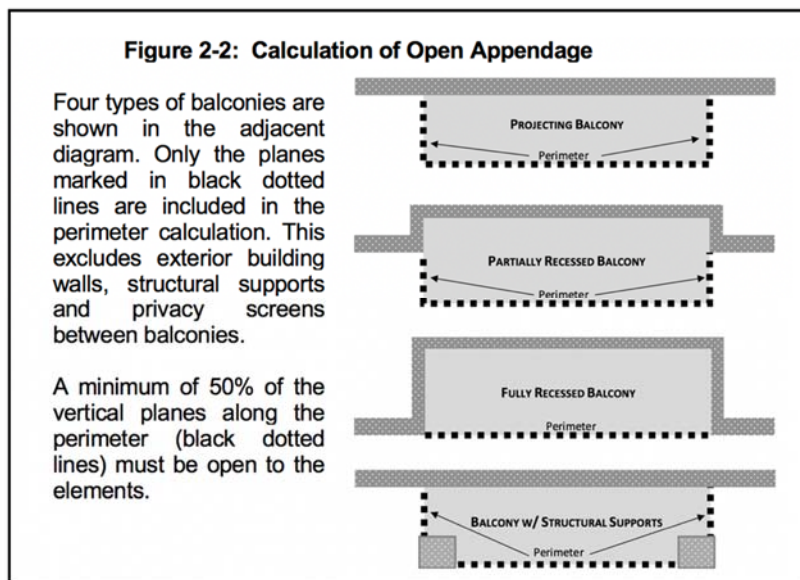 Figure 2-2: Calculation of Open Appendage
Four types of balconies are
shown in the adjacent
diagram. Only the planes
marked in black dotted
lines are included in the
perimeter calculation. This
excludes exterior building
walls, structural supports
and privacy screens
between balconies.
A minimum of 50% of the
vertical planes along the
perimeter (black dotted
lines) must be open to the
elements.
PROJECTING BALCONY
Perimeter
PARTIALLY RECESSED BALCONY
Perimeter
FULLY RECESSED BALCONY
Perimeter
BALCONY W/ STRUCTURAL SUPPORTS
Perimeter